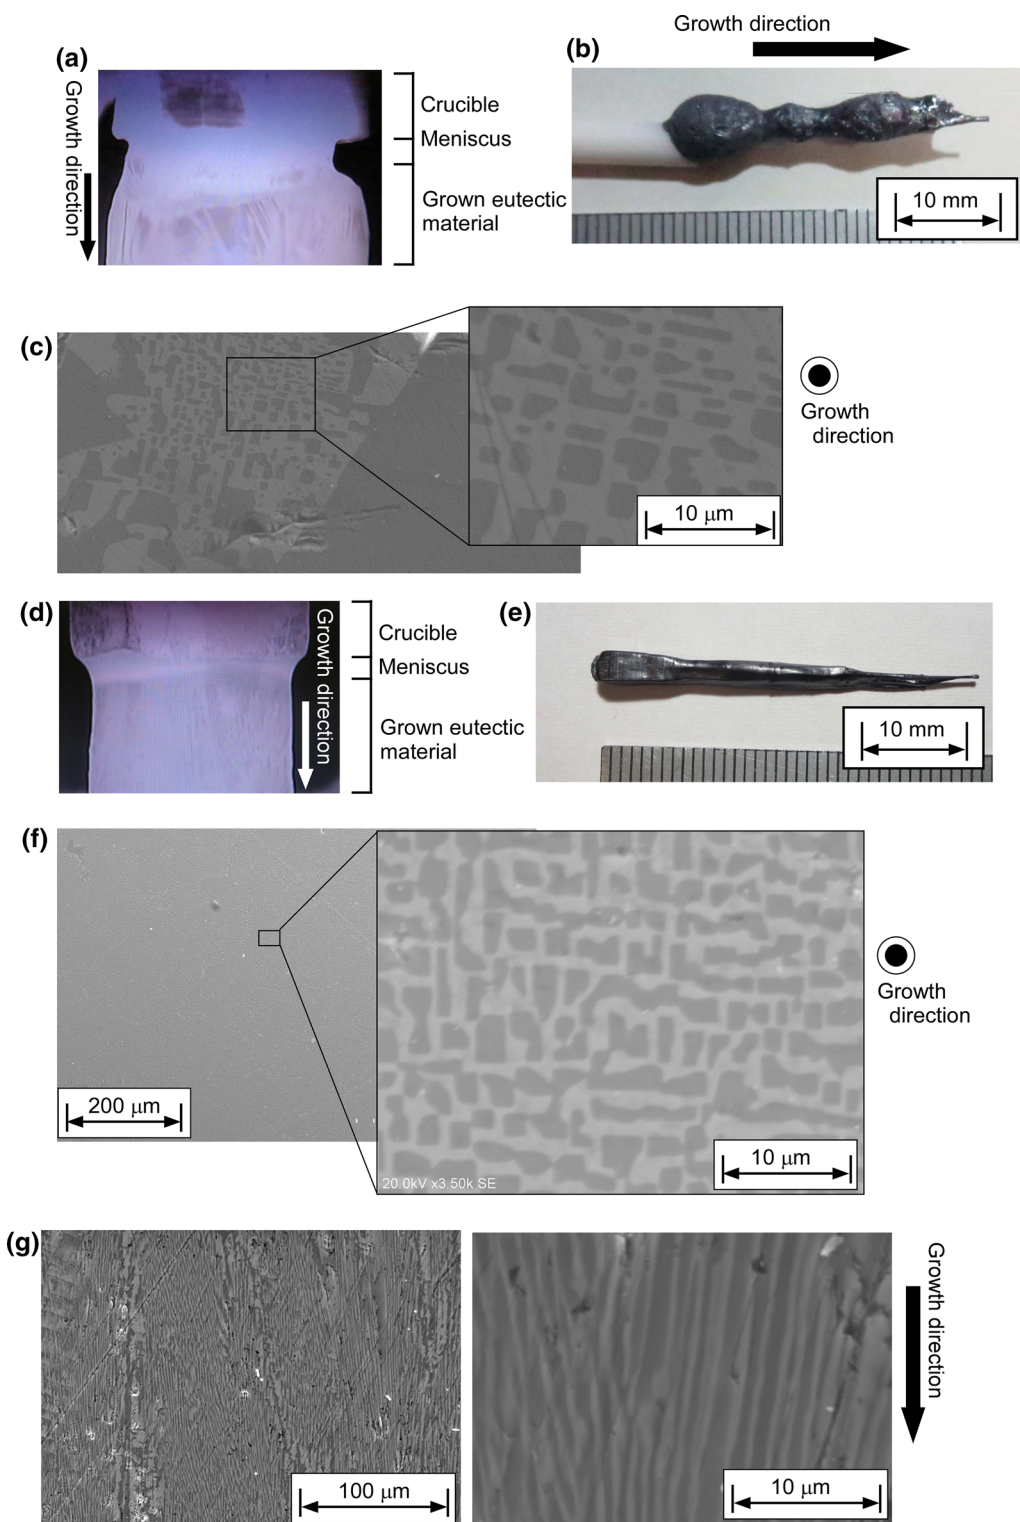 Growth direction
(a)
(b)
Growth direction
Crucible
Meniscus
Grown eutectic
material
10 mm
(c)
Growth
direction
10 μm
(d)
(e)
Growth direction
Crucible
Meniscus
Grown eutectic
material
10 mm
(f)
Growth
direction
200 μm
10 μm
20.0kV x3.50k SE
(g)
Growth direction
100 μm
10 μm